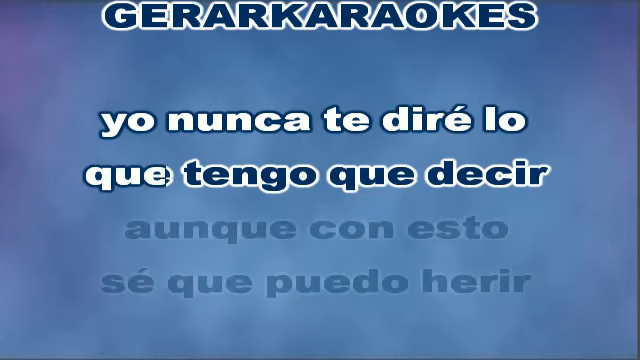 GERARKARAOKES
yo nunca te diré lo
que tengo que decir
aunque con esto
sé que puedo herir